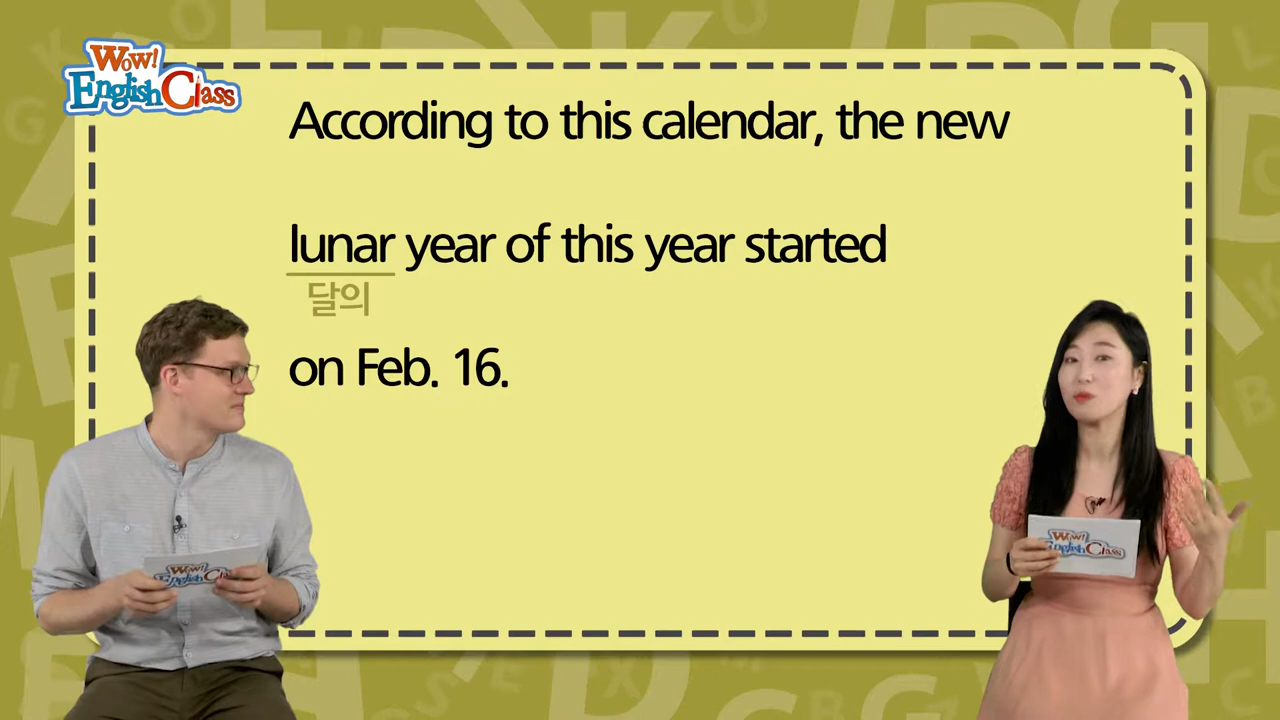 Wow!
English Class
According to this calendar, the new
lunar year of this year started
달의
on Feb. 16.
Wow!
English Class
Wow!
English Class